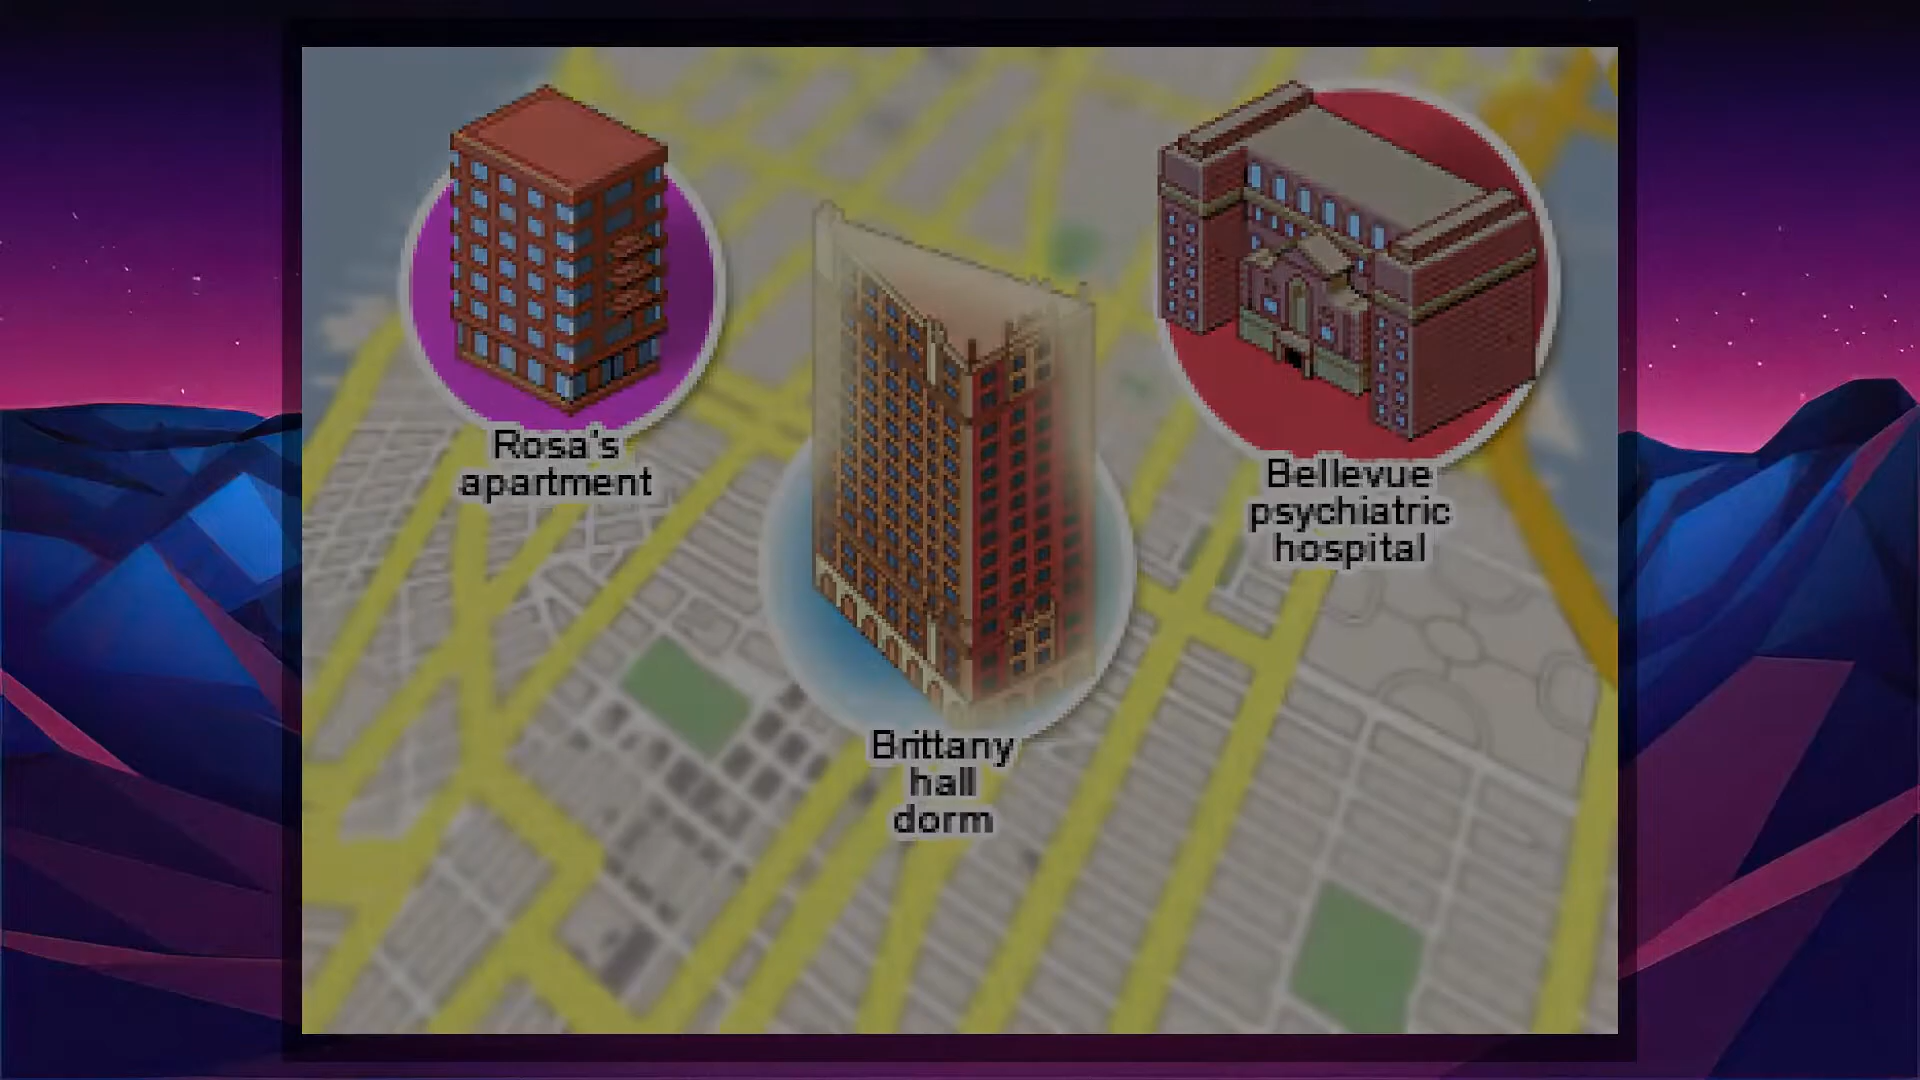 Rosa's
apartment
Bellevue
psychiatric
hospital
Brittany
hall
dorm